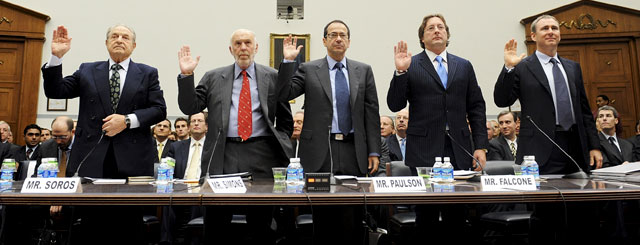 MR. SOROS
MR. SIMONS
MR. PAULSON
MR. FALCONE